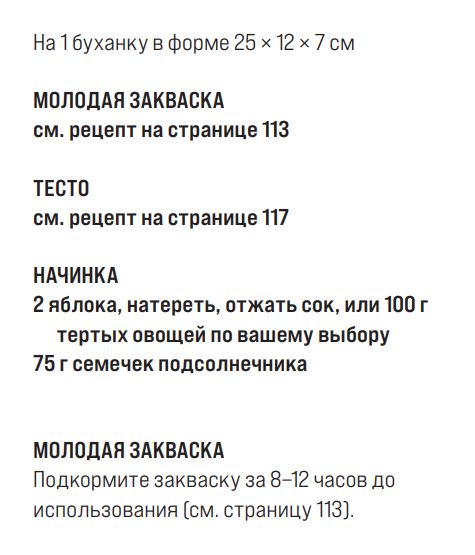 На 1 буханку в форме 25 × 12 × 7 см
МОЛОДАЯ ЗАКВАСКА
см. рецепт на странице 113
ТЕСТО
см. рецепт на странице 117
НАЧИНКА
2 яблока, натереть, отжать сок, или 100 г
тертых овощей по вашему выбору
75 г семечек подсолнечника
МОЛОДАЯ ЗАКВАСКА
Подкормите закваску за 8–12 часов до
использования (см. страницу 113).